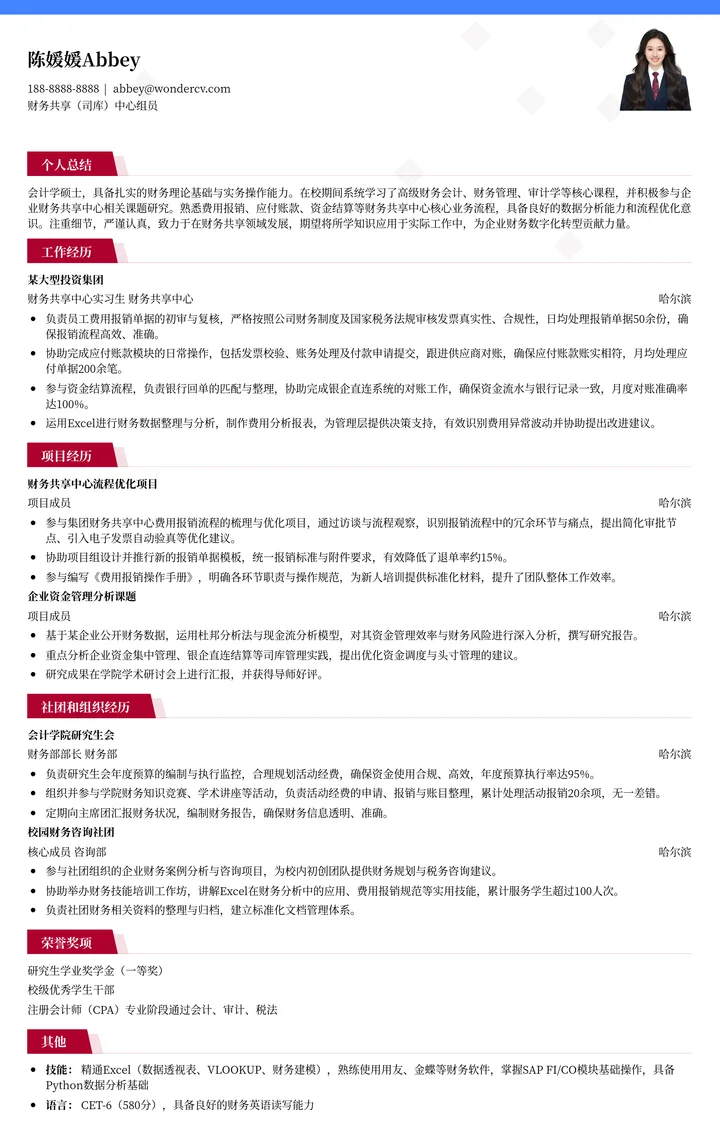 陈媛媛Abbey
188-8888-8888 | abbey@wondercv.com
财务共享（司库）中心组员
个人总结
会计学硕士，具备扎实的财务理论基础与实务操作能力。在校期间系统学习了高级财务会计、财务管理、审计学等核心课程，并积极参与企
业财务共享中心相关课题研究。熟悉费用报销、应付账款、资金结算等财务共享中心核心业务流程，具备良好的数据分析能力和流程优化意
识。注重细节，严谨认真，致力于在财务共享领域发展，期望将所学知识应用于实际工作中，为企业财务数字化转型贡献力量。
工作经历
某大型投资集团
财务共享中心实习生 财务共享中心 哈尔滨
• 负责员工费用报销单据的初审与复核，严格按照公司财务制度及国家税务法规审核发票真实性、合规性，日均处理报销单据50余份，确
保报销流程高效、准确。
• 协助完成应付账款模块的日常操作，包括发票校验、账务处理及付款申请提交，跟进供应商对账，确保应付账款账实相符，月均处理应
付单据200余笔。
• 参与资金结算流程，负责银行回单的匹配与整理，协助完成银企直连系统的对账工作，确保资金流水与银行记录一致，月度对账准确率
达100%。
• 运用Excel进行财务数据整理与分析，制作费用分析报表，为管理层提供决策支持，有效识别费用异常波动并协助提出改进建议。
项目经历
财务共享中心流程优化项目
项目成员 哈尔滨
• 参与集团财务共享中心费用报销流程的梳理与优化项目，通过访谈与流程观察，识别报销流程中的冗余环节与痛点，提出简化审批节
点、引入电子发票自动验真等优化建议。
• 协助项目组设计并推行新的报销单据模板，统一报销标准与附件要求，有效降低了退单率约15%。
• 参与编写《费用报销操作手册》，明确各环节职责与操作规范，为新人培训提供标准化材料，提升了团队整体工作效率。
企业资金管理分析课题
项目成员 哈尔滨
• 基于某企业公开财务数据，运用杜邦分析法与现金流分析模型，对其资金管理效率与财务风险进行深入分析，撰写研究报告。
• 重点分析企业资金集中管理、银企直连结算等司库管理实践，提出优化资金调度与头寸管理的建议。
• 研究成果在学院学术研讨会上进行汇报，并获得导师好评。
社团和组织经历
会计学院研究生会
财务部部长 财务部 哈尔滨
• 负责研究生会年度预算的编制与执行监控，合理规划活动经费，确保资金使用合规、高效，年度预算执行率达95%。
• 组织并参与学院财务知识竞赛、学术讲座等活动，负责活动经费的申请、报销与账目整理，累计处理活动报销20余项，无一差错。
• 定期向主席团汇报财务状况，编制财务报告，确保财务信息透明、准确。
校园财务咨询社团
核心成员 咨询部 哈尔滨
• 参与社团组织的企业财务案例分析与咨询项目，为校内初创团队提供财务规划与税务咨询建议。
• 协助举办财务技能培训工作坊，讲解Excel在财务分析中的应用、费用报销规范等实用技能，累计服务学生超过100人次。
• 负责社团财务相关资料的整理与归档，建立标准化文档管理体系。
荣誉奖项
研究生学业奖学金（一等奖）
校级优秀学生干部
注册会计师（CPA）专业阶段通过会计、审计、税法
其他
• 技能： 精通Excel（数据透视表、VLOOKUP、财务建模），熟练使用用友、金蝶等财务软件，掌握SAP FI/CO模块基础操作，具备
Python数据分析基础
• 语言： CET-6（580分），具备良好的财务英语读写能力